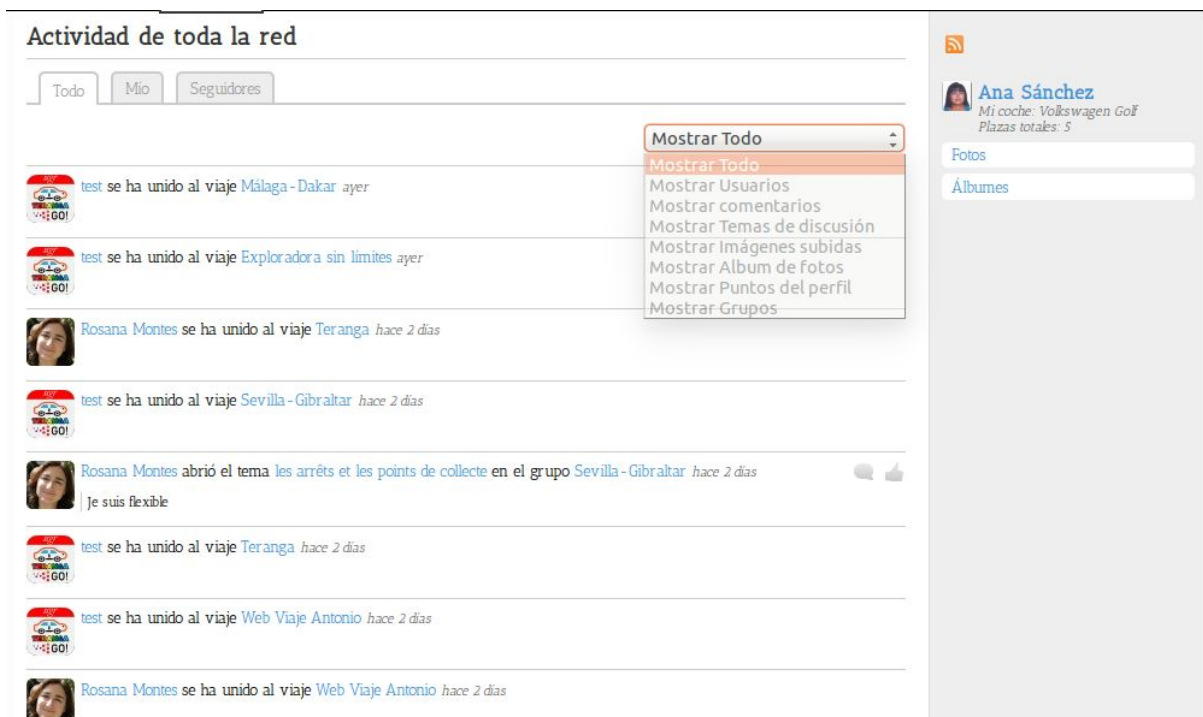 Actividad de toda la red
Todo
Mío
Seguidores
Mostrar Todo
Mostrar Todo
Mostrar Usuarios
Mostrar comentarios
Mostrar Temas de discusión
Mostrar Imágenes subidas
Mostrar Album de fotos
Mostrar Puntos del perfil
Mostrar Grupos
test se ha unido al viaje Málaga-Dakar ayer
GO!
test se ha unido al viaje Exploradora sin límites ayer
GO!
Rosana Montes se ha unido al viaje Teranga hace 2 días
test se ha unido al viaje Sevilla-Gibraltar hace 2 días
GO!
Rosana Montes abrió el tema les arrêts et les points de collecte en el grupo Sevilla-Gibraltar hace 2 días
Je suis flexible
test se ha unido al viaje Teranga hace 2 días
GO!
test se ha unido al viaje Web Viaje Antonio hace 2 días
GO!
Rosana Montes se ha unido al viaje Web Viaje Antonio hace 2 días
Ana Sánchez
Mi coche: Volkswagen Golf
Plazas totales: 5
Fotos
Álbumes